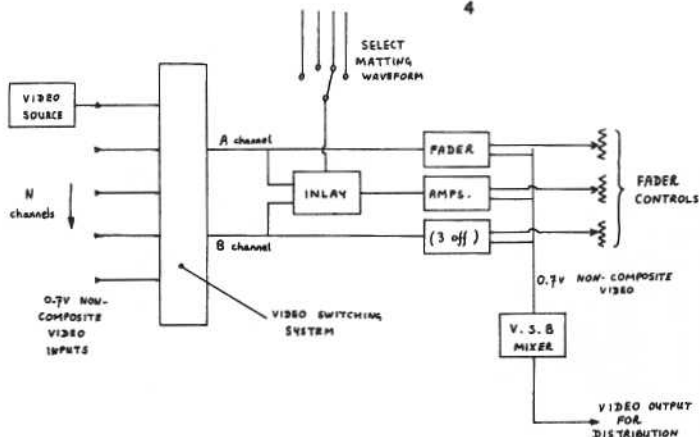 4
SELECT
MATTING
WAVEFORM
VIDEO
SOURCE
A channel
FADER
INLAY
AMPS.
FADER
CONTROLS
N
channels
B channel
(3 off)
0.7V NON-COMPOSITE
VIDEO
0.7V NON-
COMPOSITE
VIDEO
INPUTS
VIDEO SWITCHING
SYSTEM
V.S.B
MIXER
VIDEO OUTPUT
FOR
DISTRIBUTION